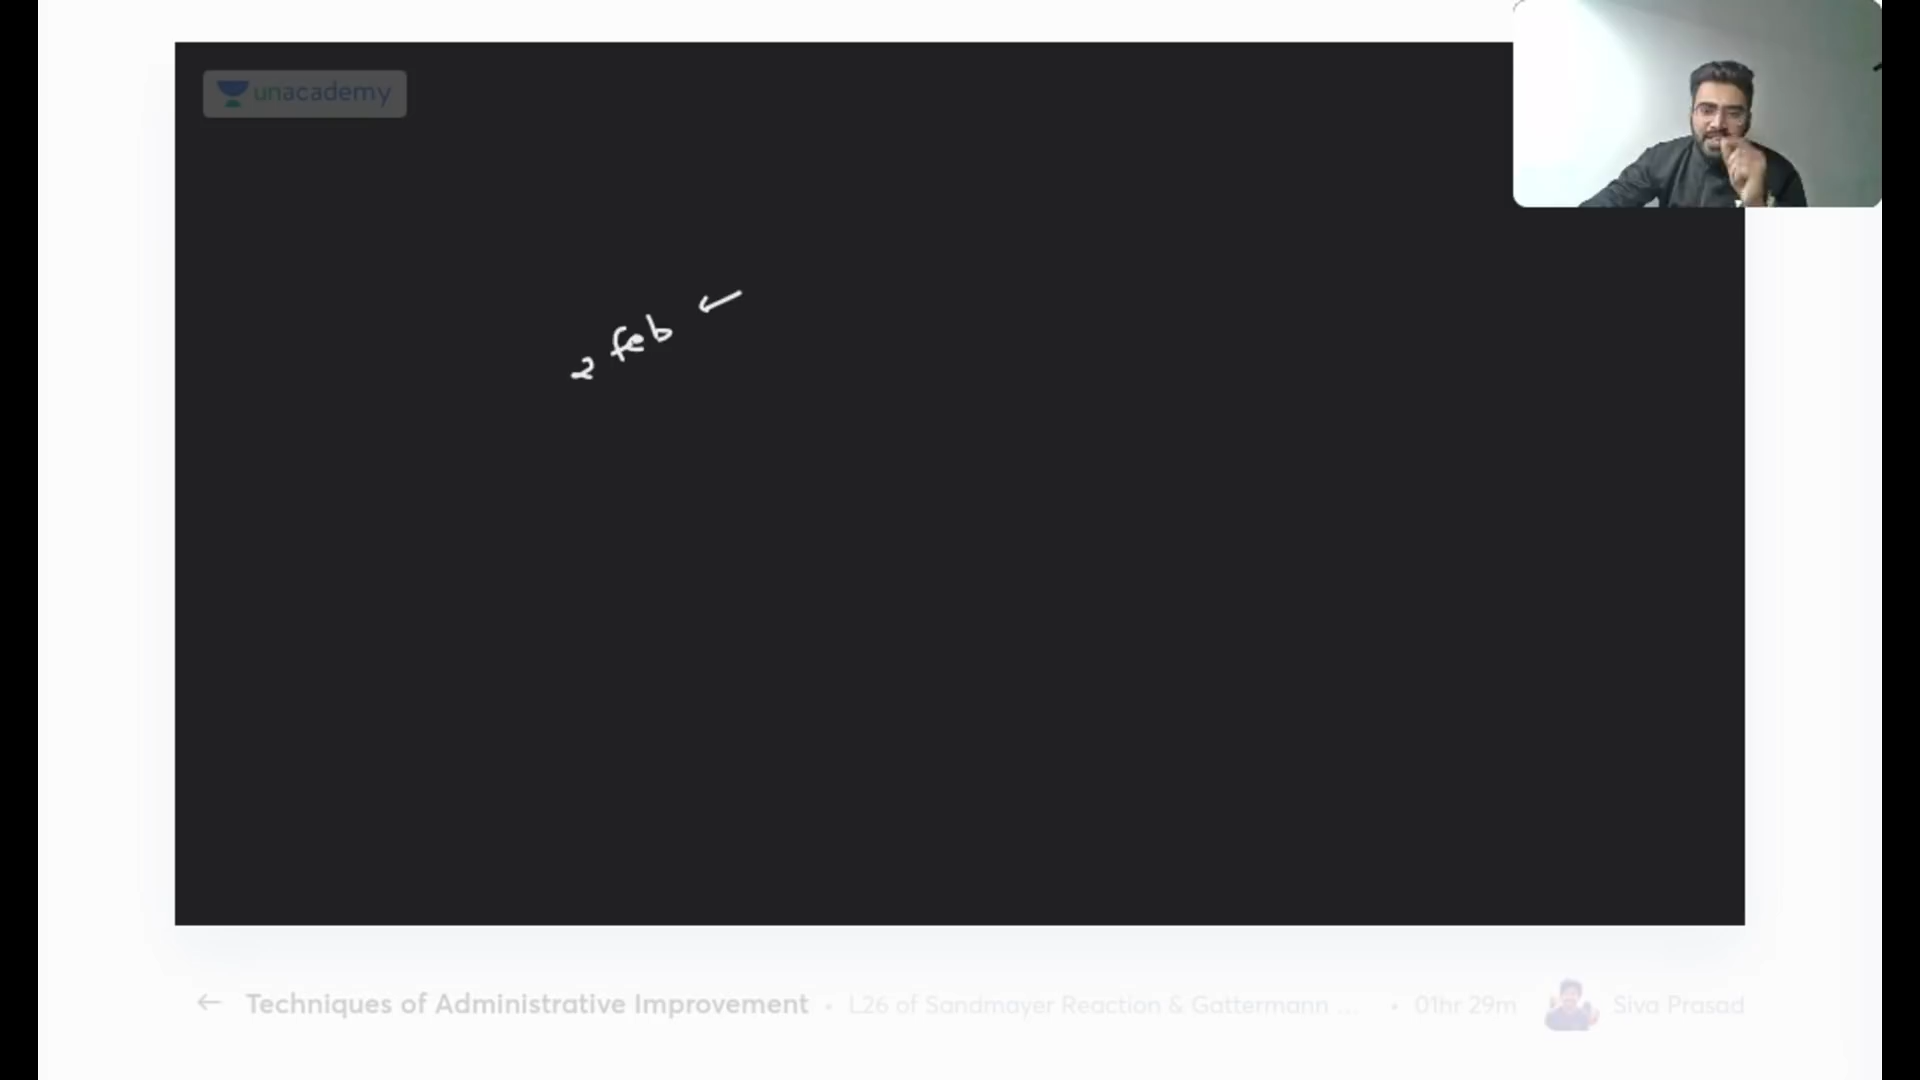 unacademy
2 feb ←
Techniques of Administrative Improvement • L26 of Sandmayer Reaction & Gattermann ... • 01hr 29m Siva Prasad